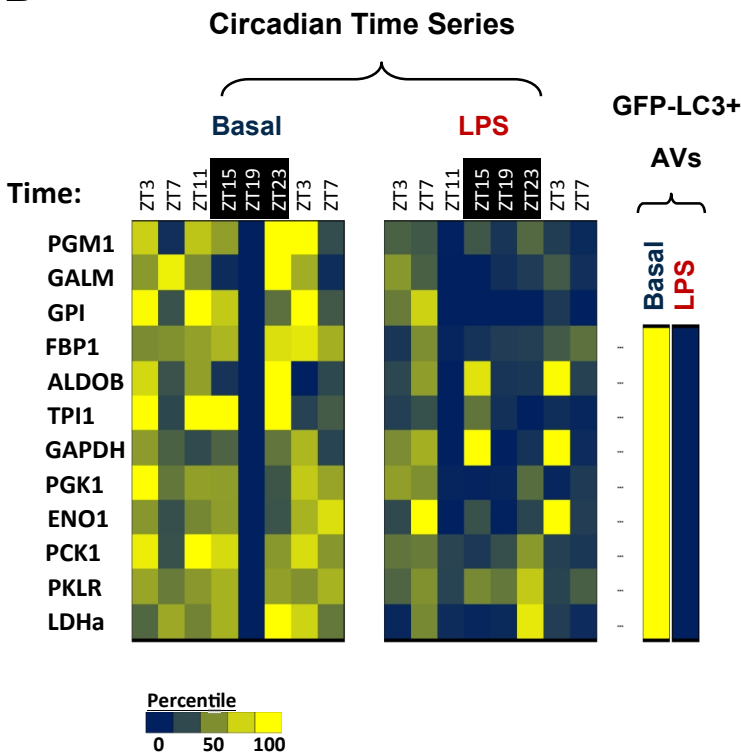 Circadian Time Series
GFP-LC3+
AVs
Basal
LPS
Time:
ZT3 ZT7 ZT11 ZT15 ZT19 ZT23 ZT3 ZT7
ZT3 ZT7 ZT11 ZT15 ZT19 ZT23 ZT3 ZT7
Basal
LPS
PGM1
GALM
GPI
FBP1
ALDOB
TPI1
GAPDH
PGK1
ENO1
PCK1
PKLR
LDHa
Percentile
0 50 100